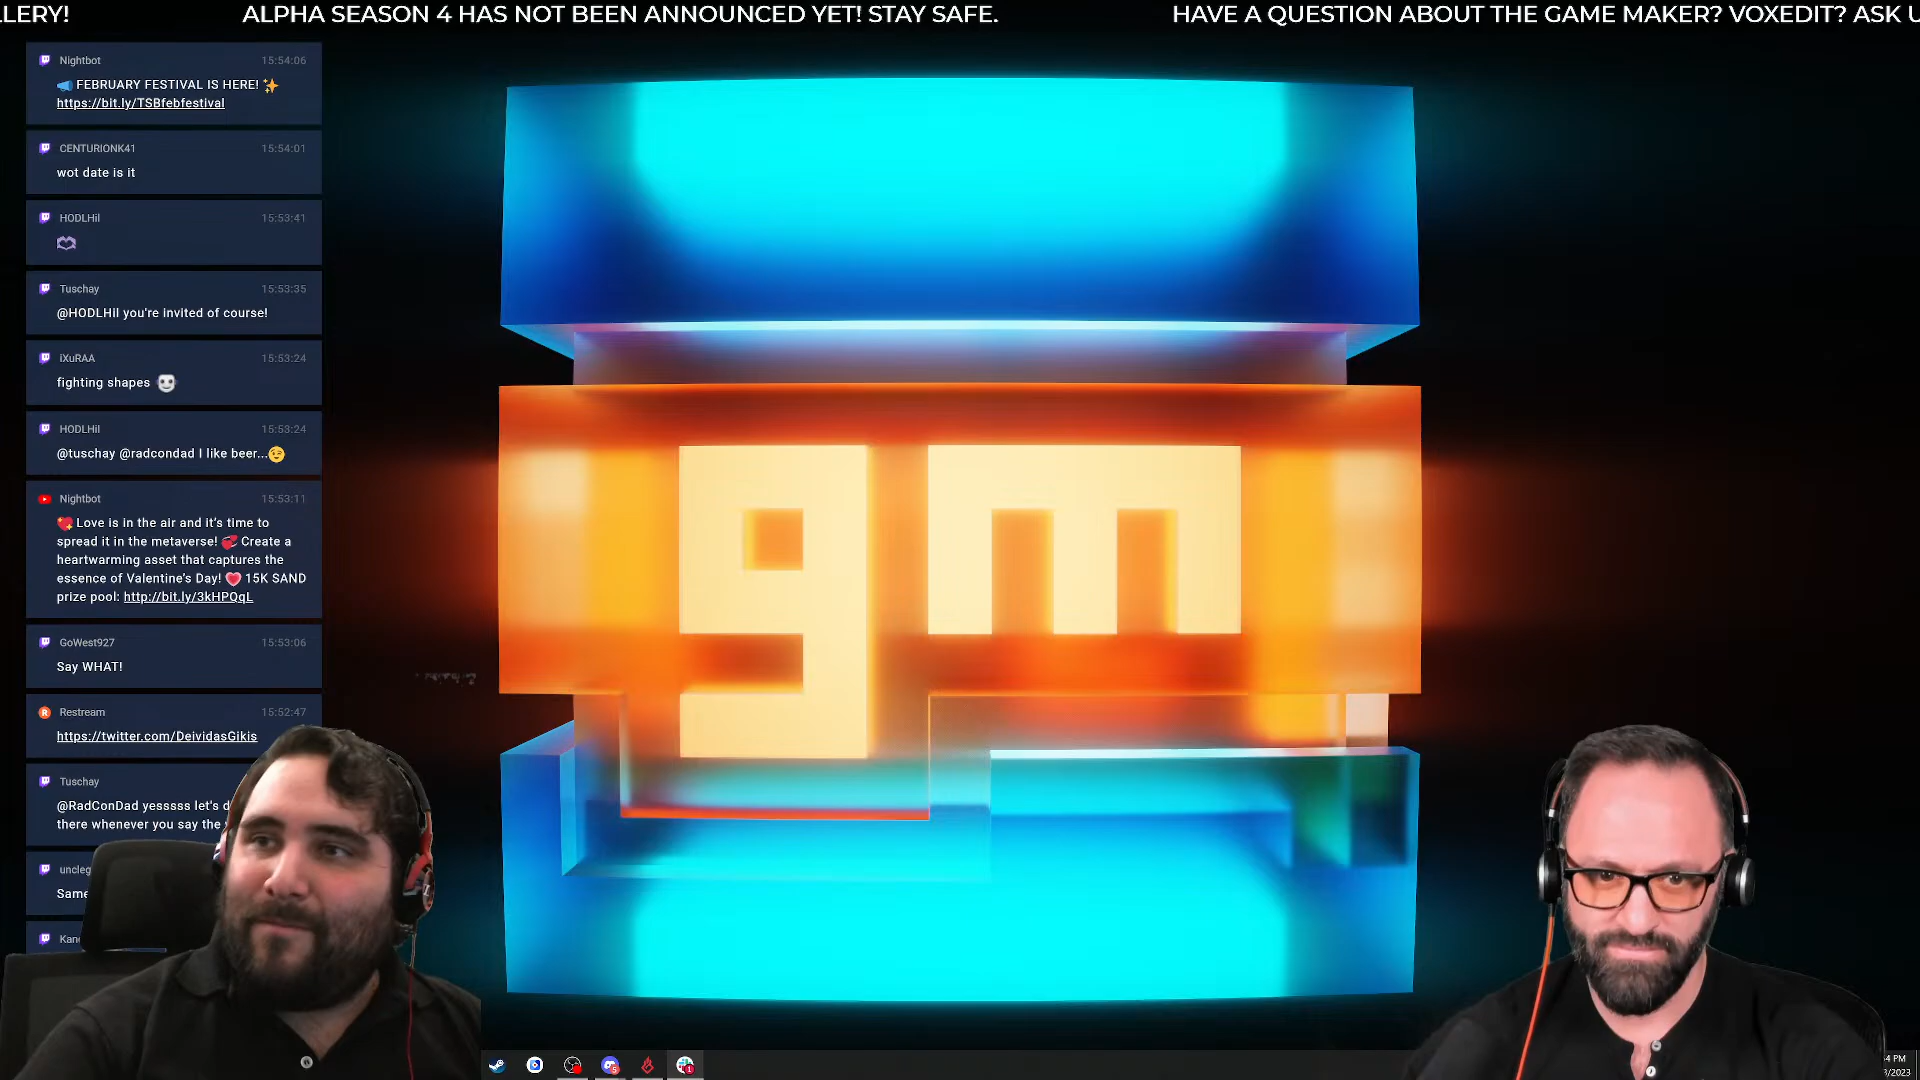 LLERY!
ALPHA SEASON 4 HAS NOT BEEN ANNOUNCED YET! STAY SAFE.
HAVE A QUESTION ABOUT THE GAME MAKER? VOXEDIT? ASK U
Nightbot 15:54:06
FEBRUARY FESTIVAL IS HERE!
https://bit.ly/TSBfebfestival
CENTURIONK41 15:54:01
wot date is it
HODLHil 15:53:41
Tuschay 15:53:35
@HODLHil you're invited of course!
iXuRAA 15:53:24
fighting shapes
HODLHil 15:53:24
@tuschay @radcondad I like beer...
Nightbot 15:53:11
Love is in the air and it's time to
spread it in the metaverse! Create a
heartwarming asset that captures the
essence of Valentine's Day! 15K SAND
prize pool: http://bit.ly/3kHPQqL
GoWest927 15:53:06
Say WHAT!
Restream 15:52:47
https://twitter.com/DeividasGikis
Tuschay
@RadConDad yesssss let's d
there whenever you say the
uncleg
Same
Kan
gm
4 PM
/2023